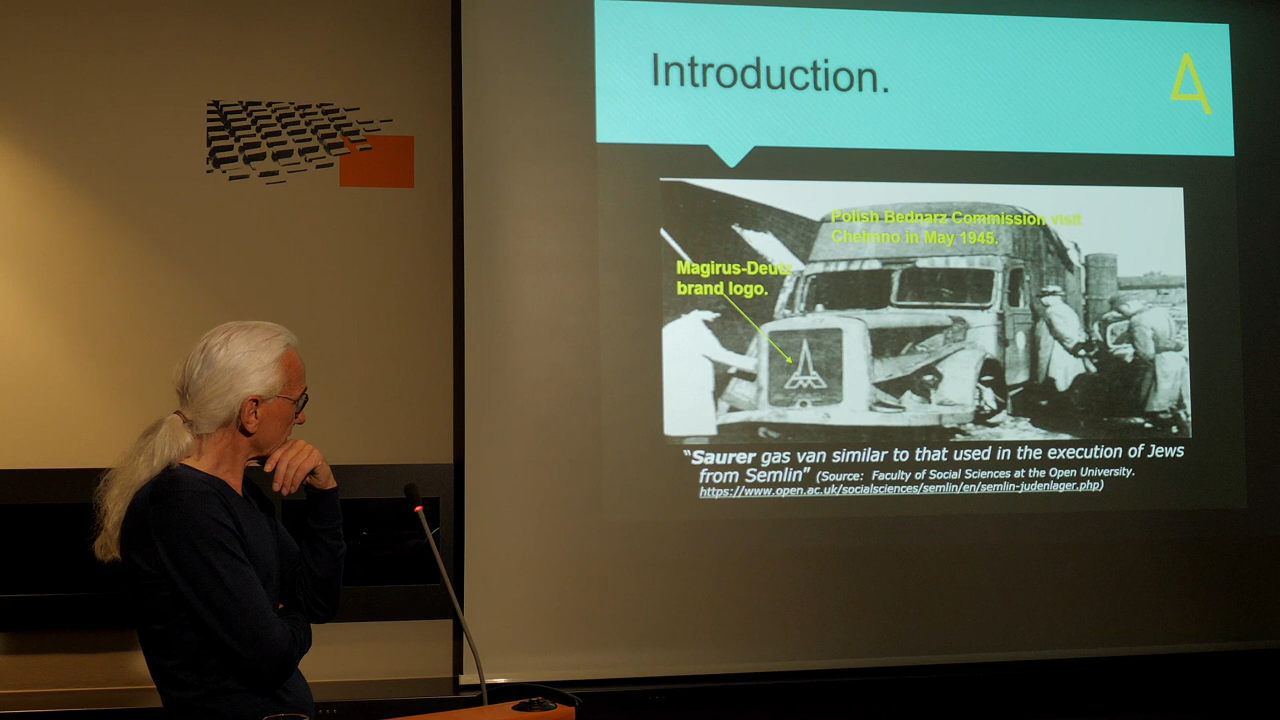 Introduction.
Polish Bednarz Commission visit
Chelmno in May 1945.
Magirus-Deutz
brand logo.
“Saurer gas van similar to that used in the execution of Jews
from Semlin” (Source: Faculty of Social Sciences at the Open University.
https://www.open.ac.uk/socialsciences/semlin/en/semlin-judenlager.php)